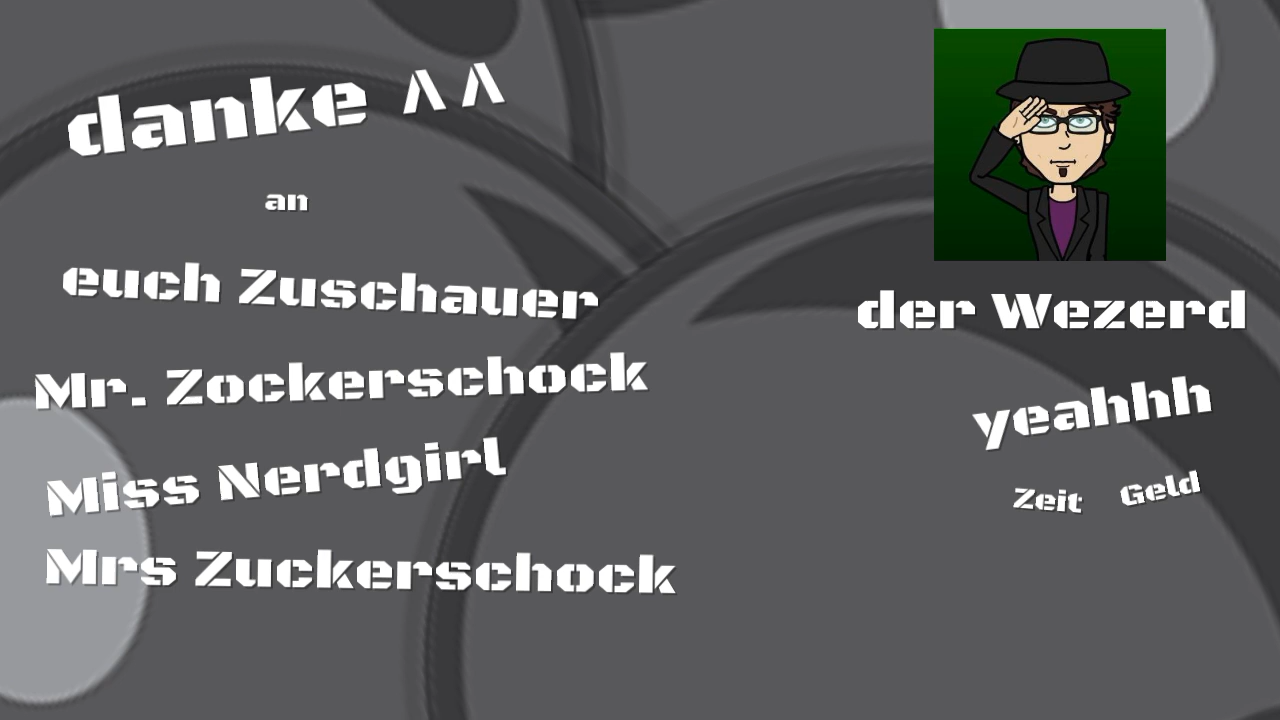 danke ^^
an
euch Zuschauer
Mr. Zockerschock
Miss Nerdgirl
Mrs Zuckerschock
der Wezerd
yeahhh
Zeit Geld